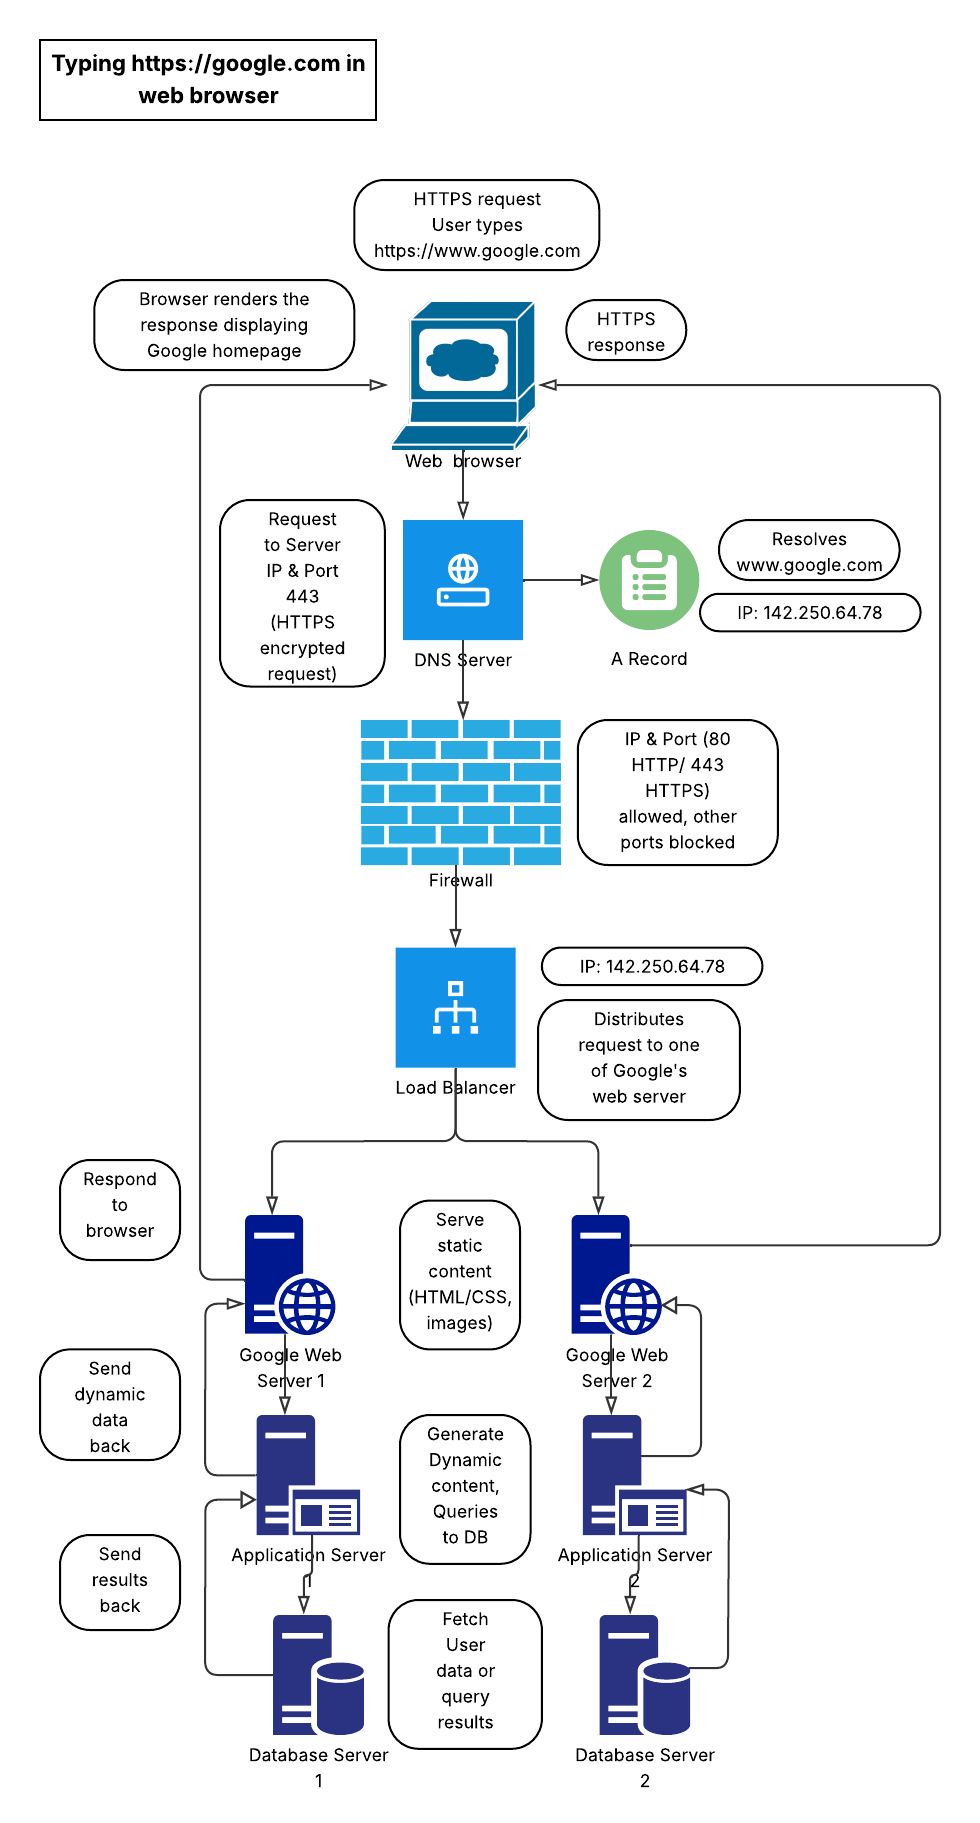 Typing https://google.com in
web browser
HTTPS request
User types
https://www.google.com
Browser renders the
response displaying
Google homepage
HTTPS
response
Web browser
Request
to Server
IP & Port
443
(HTTPS
encrypted
request)
DNS Server
A Record
Resolves
www.google.com
IP: 142.250.64.78
IP & Port (80
HTTP/ 443
HTTPS)
allowed, other
ports blocked
Firewall
IP: 142.250.64.78
Distributes
request to one
of Google's
web server
Load Balancer
Respond
to
browser
Serve
static
content
(HTML/CSS,
images)
Google Web
Server 1
Google Web
Server 2
Send
dynamic
data
back
Generate
Dynamic
content,
Queries
to DB
Application Server
1
Application Server
2
Send
results
back
Fetch
User
data or
query
results
Database Server
1
Database Server
2